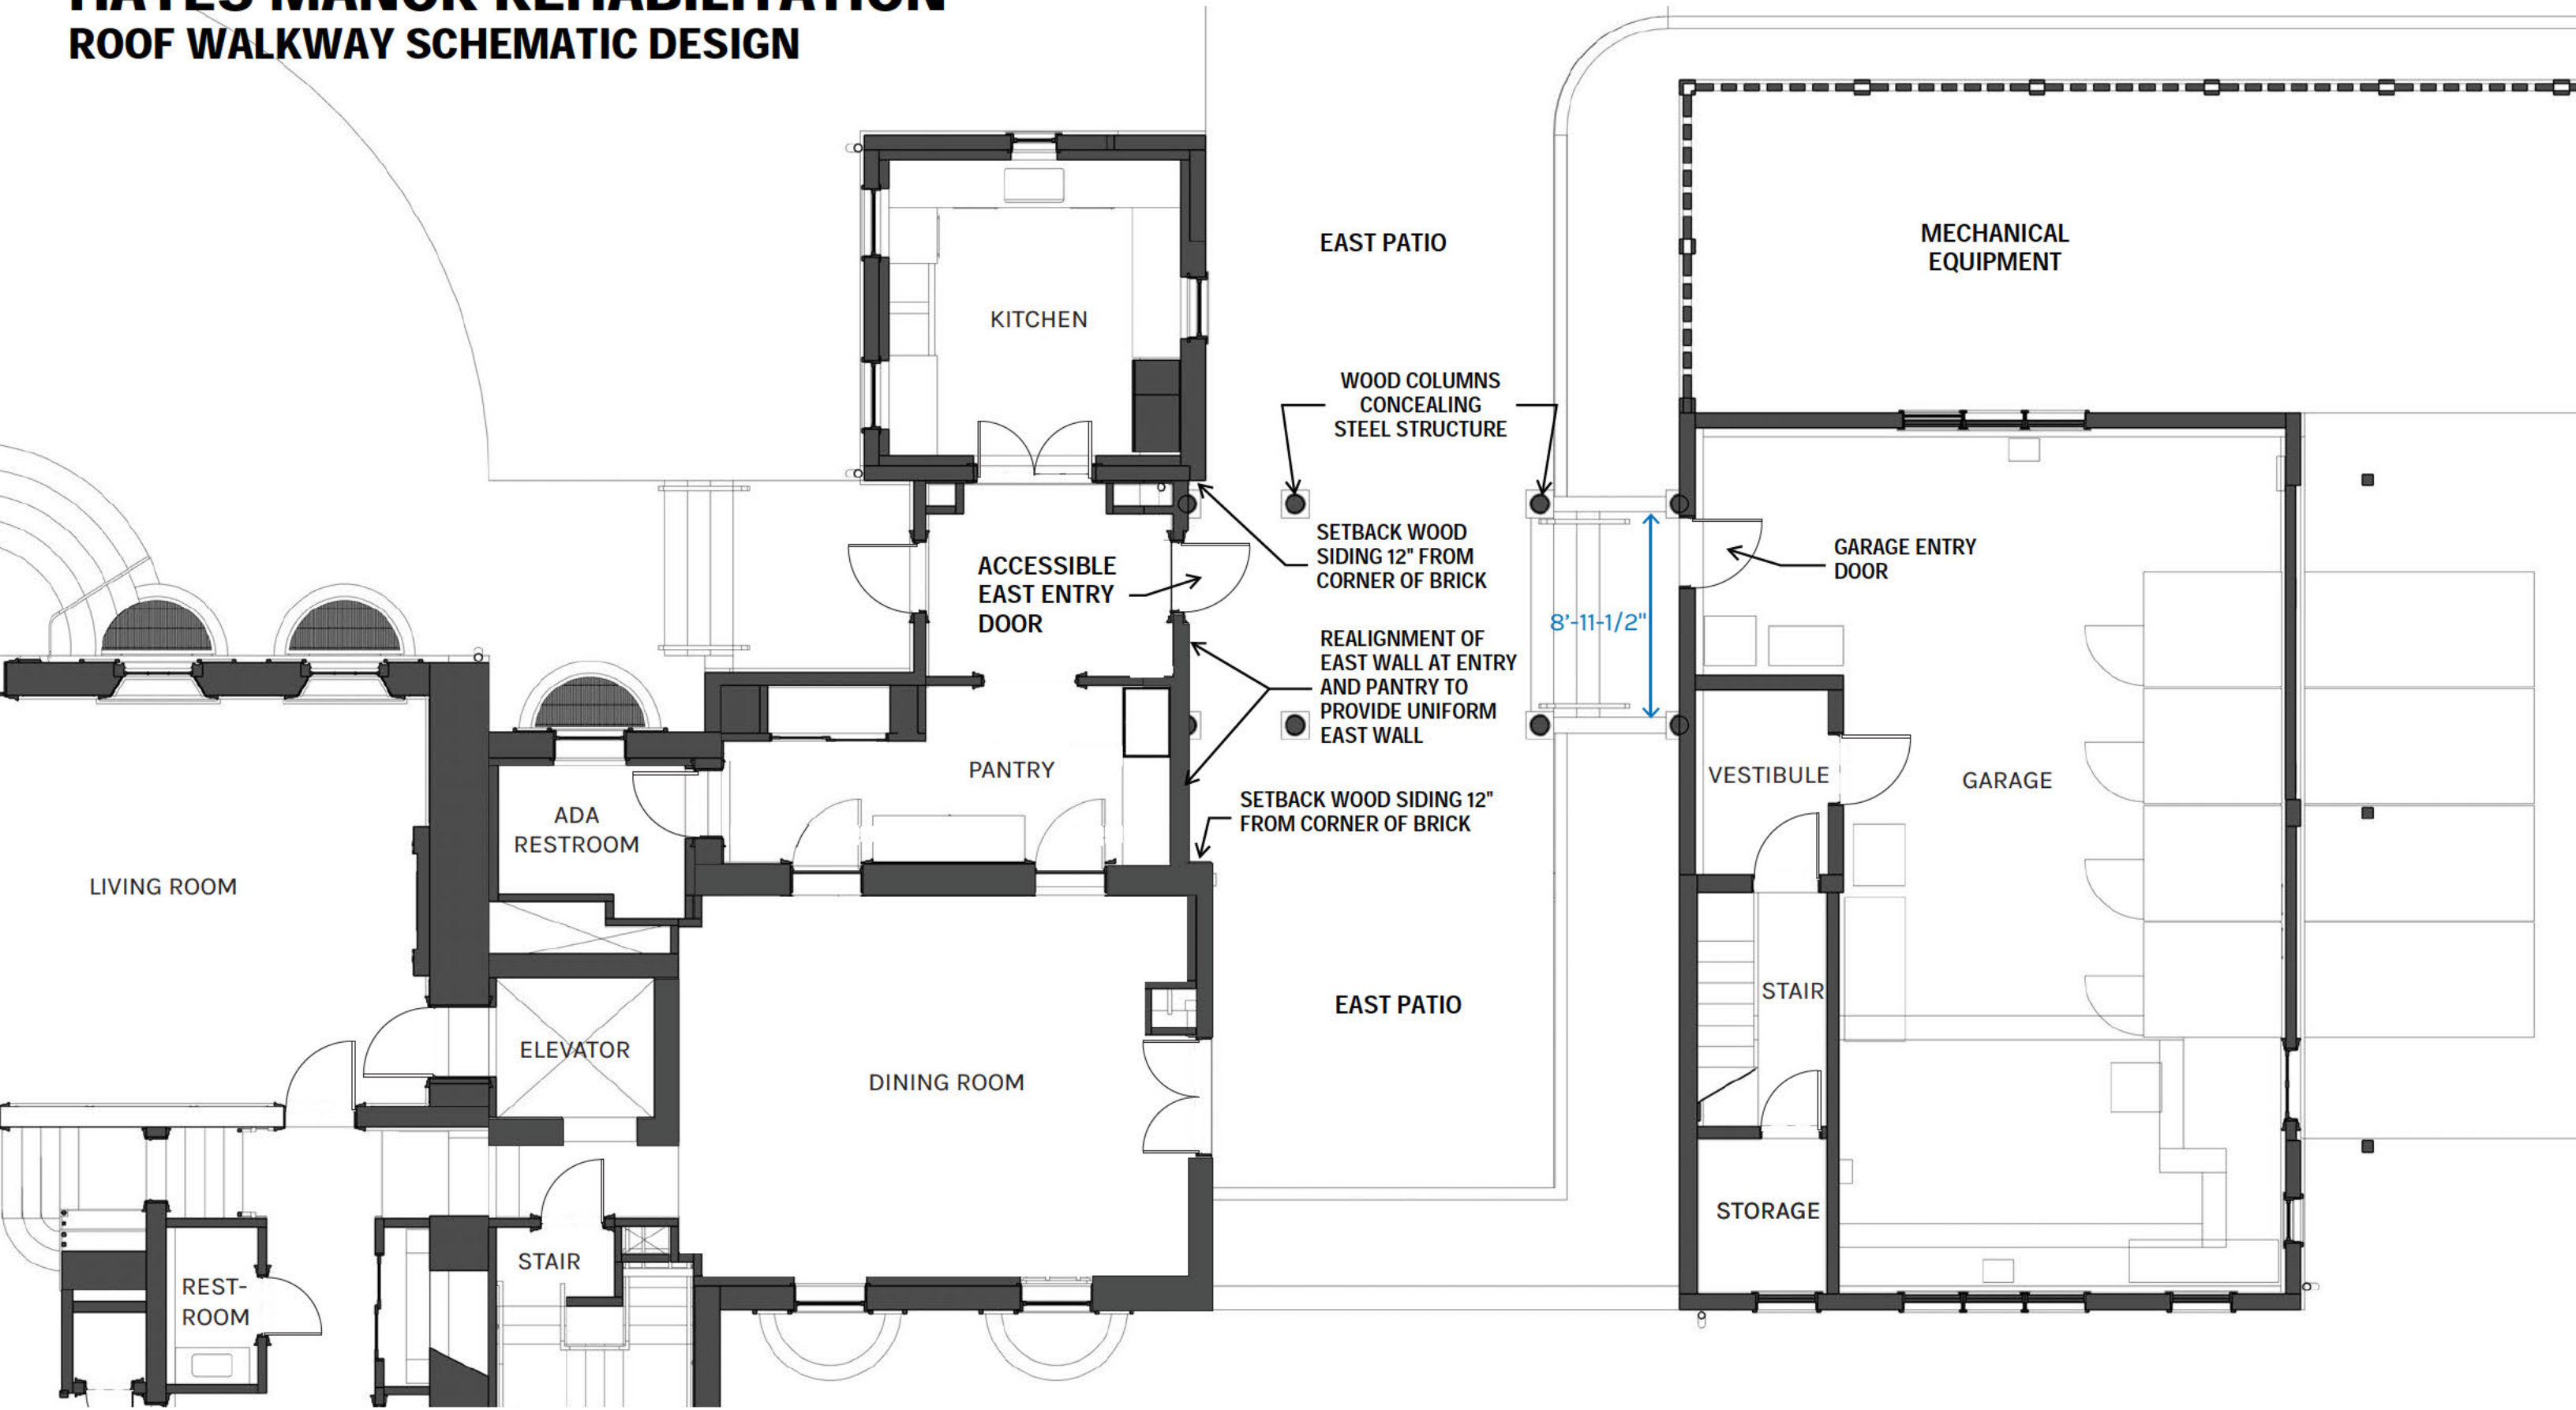 HAYES MANOR REHABILITATION
ROOF WALKWAY SCHEMATIC DESIGN
EAST PATIO
MECHANICAL
EQUIPMENT
KITCHEN
WOOD COLUMNS
CONCEALING
STEEL STRUCTURE
SETBACK WOOD
SIDING 12" FROM
CORNER OF BRICK
GARAGE ENTRY
DOOR
ACCESSIBLE
EAST ENTRY
DOOR
8'-11-1/2"
REALIGNMENT OF
EAST WALL AT ENTRY
AND PANTRY TO
PROVIDE UNIFORM
EAST WALL
PANTRY
VESTIBULE
GARAGE
SETBACK WOOD SIDING 12"
FROM CORNER OF BRICK
ADA
RESTROOM
LIVING ROOM
STAIR
EAST PATIO
ELEVATOR
DINING ROOM
STORAGE
STAIR
REST-
ROOM